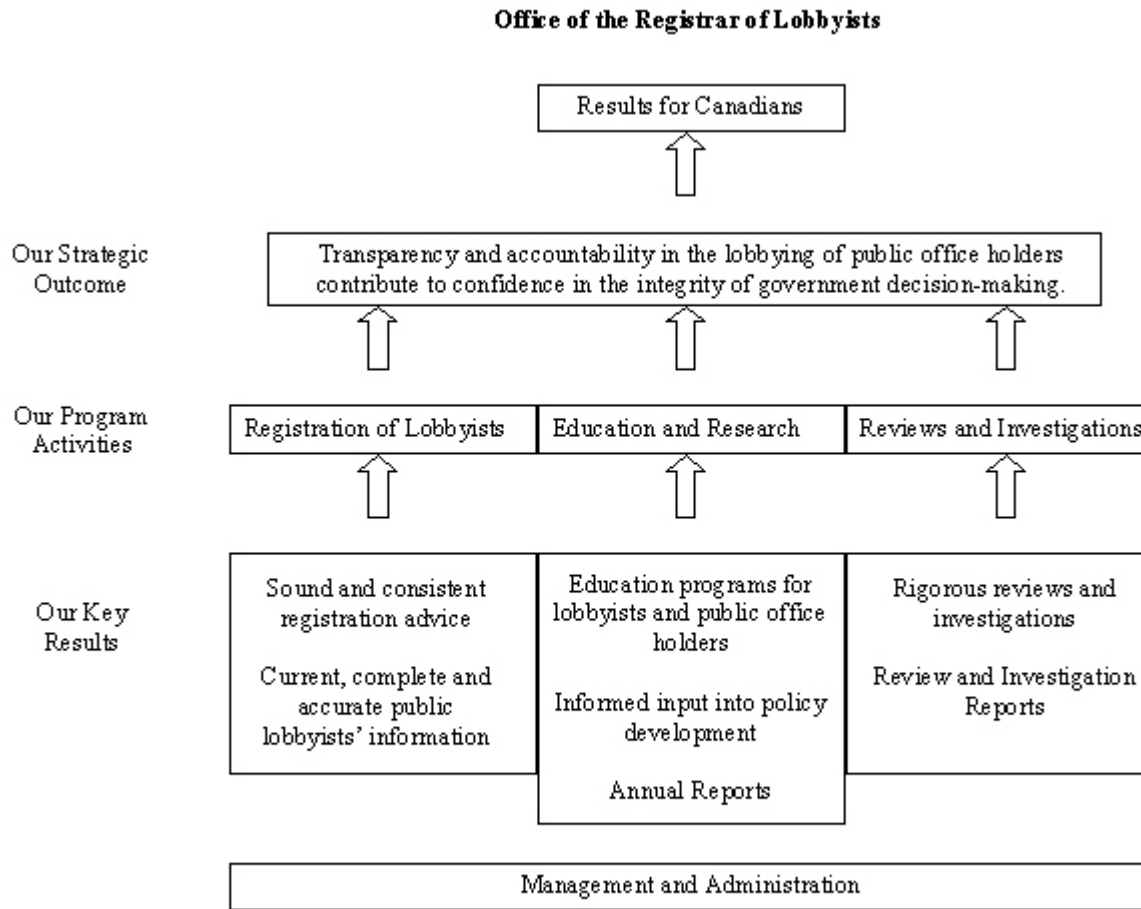 Office of the Registrar of Lobbyists
Results for Canadians
Our Strategic
Outcome
Transparency and accountability in the lobbying of public office holders
contribute to confidence in the integrity of government decision-making.
Our Program
Activities
Registration of Lobbyists
Education and Research
Reviews and Investigations
Our Key
Results
Sound and consistent
registration advice
Current, complete and
accurate public
lobbyists’ information
Education programs for
lobbyists and public office
holders
Informed input into policy
development
Annual Reports
Rigorous reviews and
investigations
Review and Investigation
Reports
Management and Administration